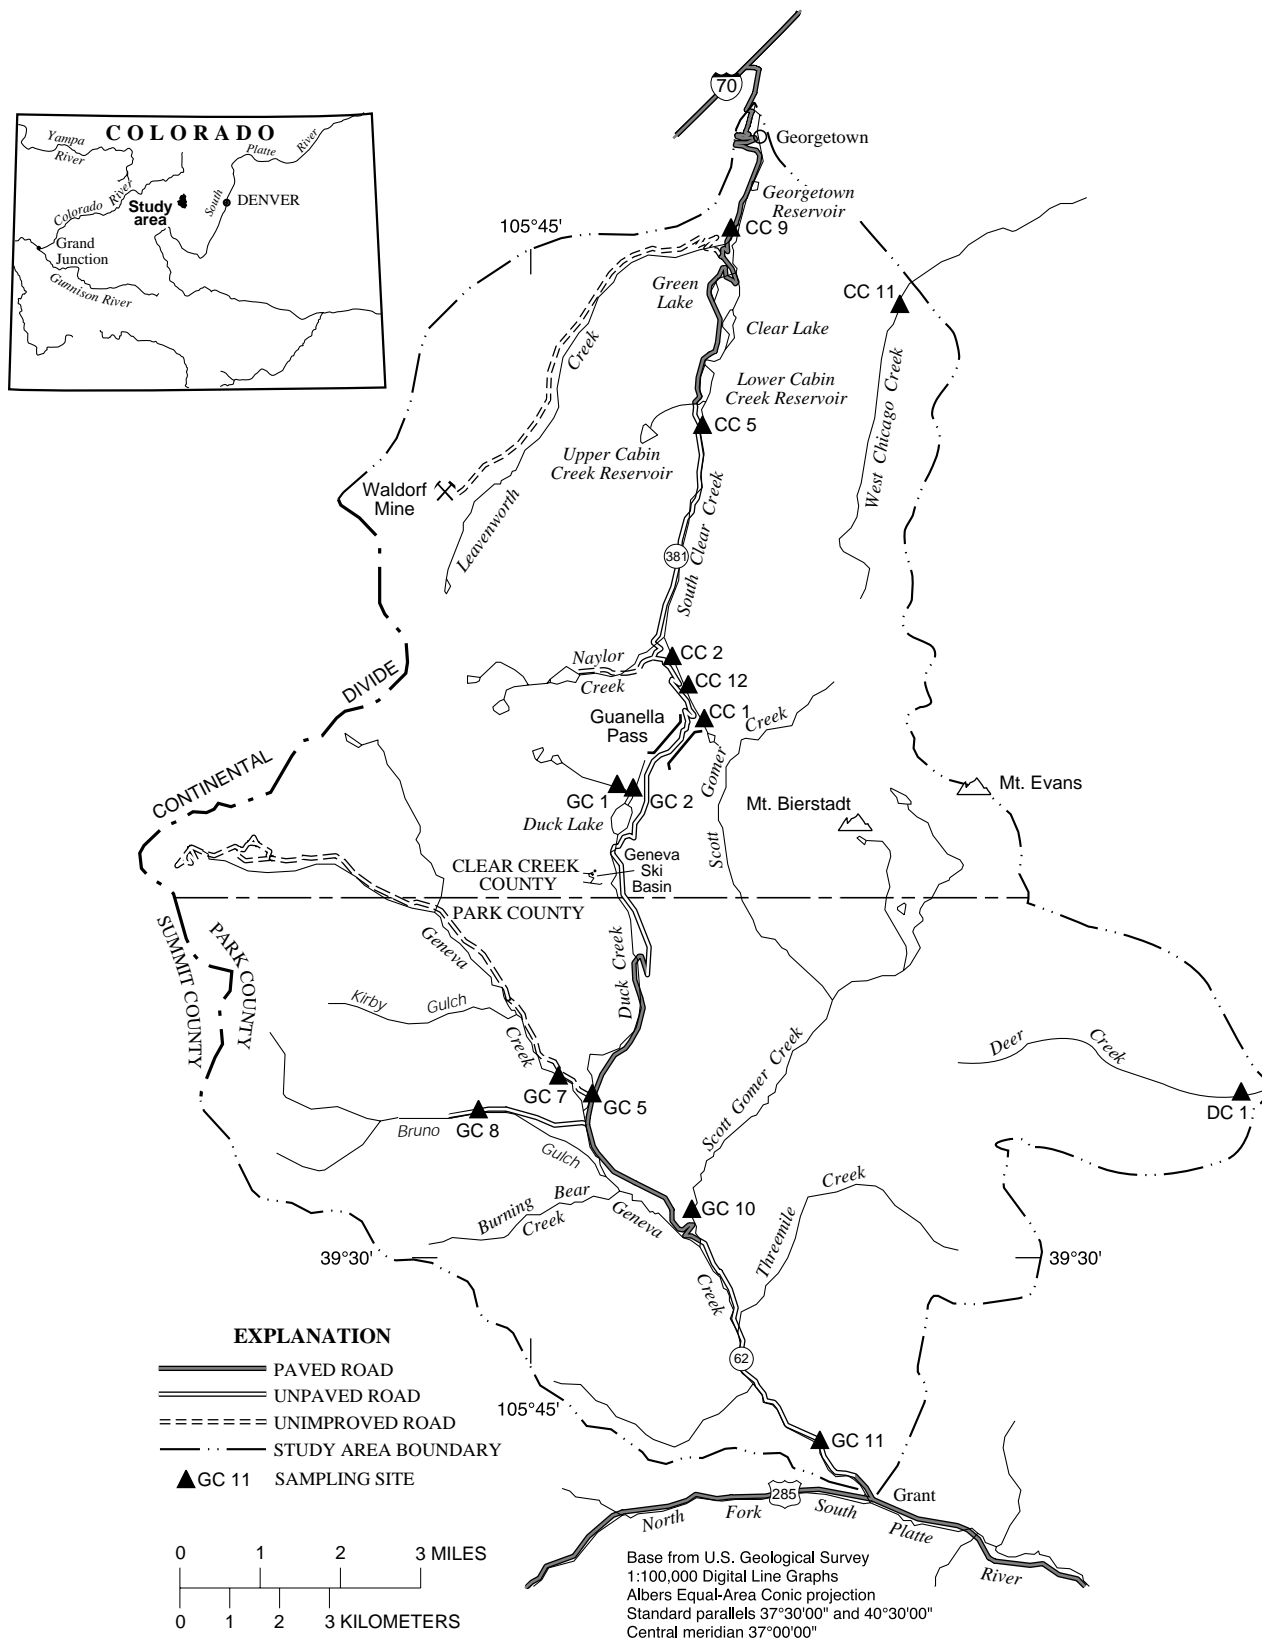 70
Georgetown
COLORADO
Yampa
River
Platte
River
South
DENVER
Colorado River
Study
area
Grand
Junction
Gunnison River
Georgetown
Reservoir
105°45'
CC 9
Green
Lake
CC 11
Clear Lake
Creek
Lower Cabin
Creek Reservoir
West Chicago Creek
CC 5
Upper Cabin
Creek Reservoir
Waldorf
Mine
Leavenworth
South Clear Creek
381
Naylor
Creek
CC 2
CC 12
CC 1
Creek
DIVIDE
Guanella
Pass
Gomer
CONTINENTAL
GC 1
GC 2
Mt. Evans
Mt. Bierstadt
Duck Lake
Scott
Geneva
Ski
Basin
CLEAR CREEK
COUNTY
PARK COUNTY
SUMMIT COUNTY
PARK COUNTY
Geneva
Duck Creek
Kirby
Gulch
Creek
Deer
Creek
Scott Gomer Creek
GC 7
GC 5
DC 1
GC 8
Bruno
Gulch
Burning
Bear
Creek
Geneva
GC 10
Creek
Threemile
39°30'
39°30'
Creek
EXPLANATION
PAVED ROAD
UNPAVED ROAD
UNIMPROVED ROAD
STUDY AREA BOUNDARY
GC 11 SAMPLING SITE
62
105°45'
GC 11
285
Grant
North
Fork
South
Platte
River
0 1 2 3 MILES
0 1 2 3 KILOMETERS
Base from U.S. Geological Survey
1:100,000 Digital Line Graphs
Albers Equal-Area Conic projection
Standard parallels 37°30'00" and 40°30'00"
Central meridian 37°00'00"